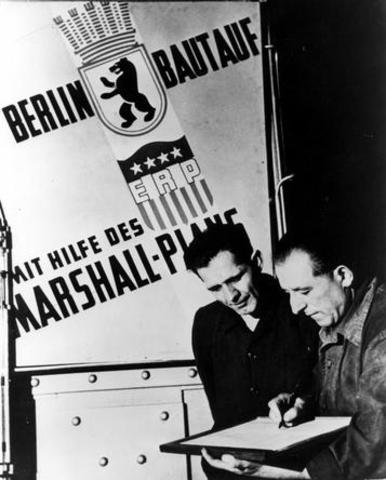 BERLIN BAUT AUF
ERP
MIT HILFE DES
MARSHALL-PLANS